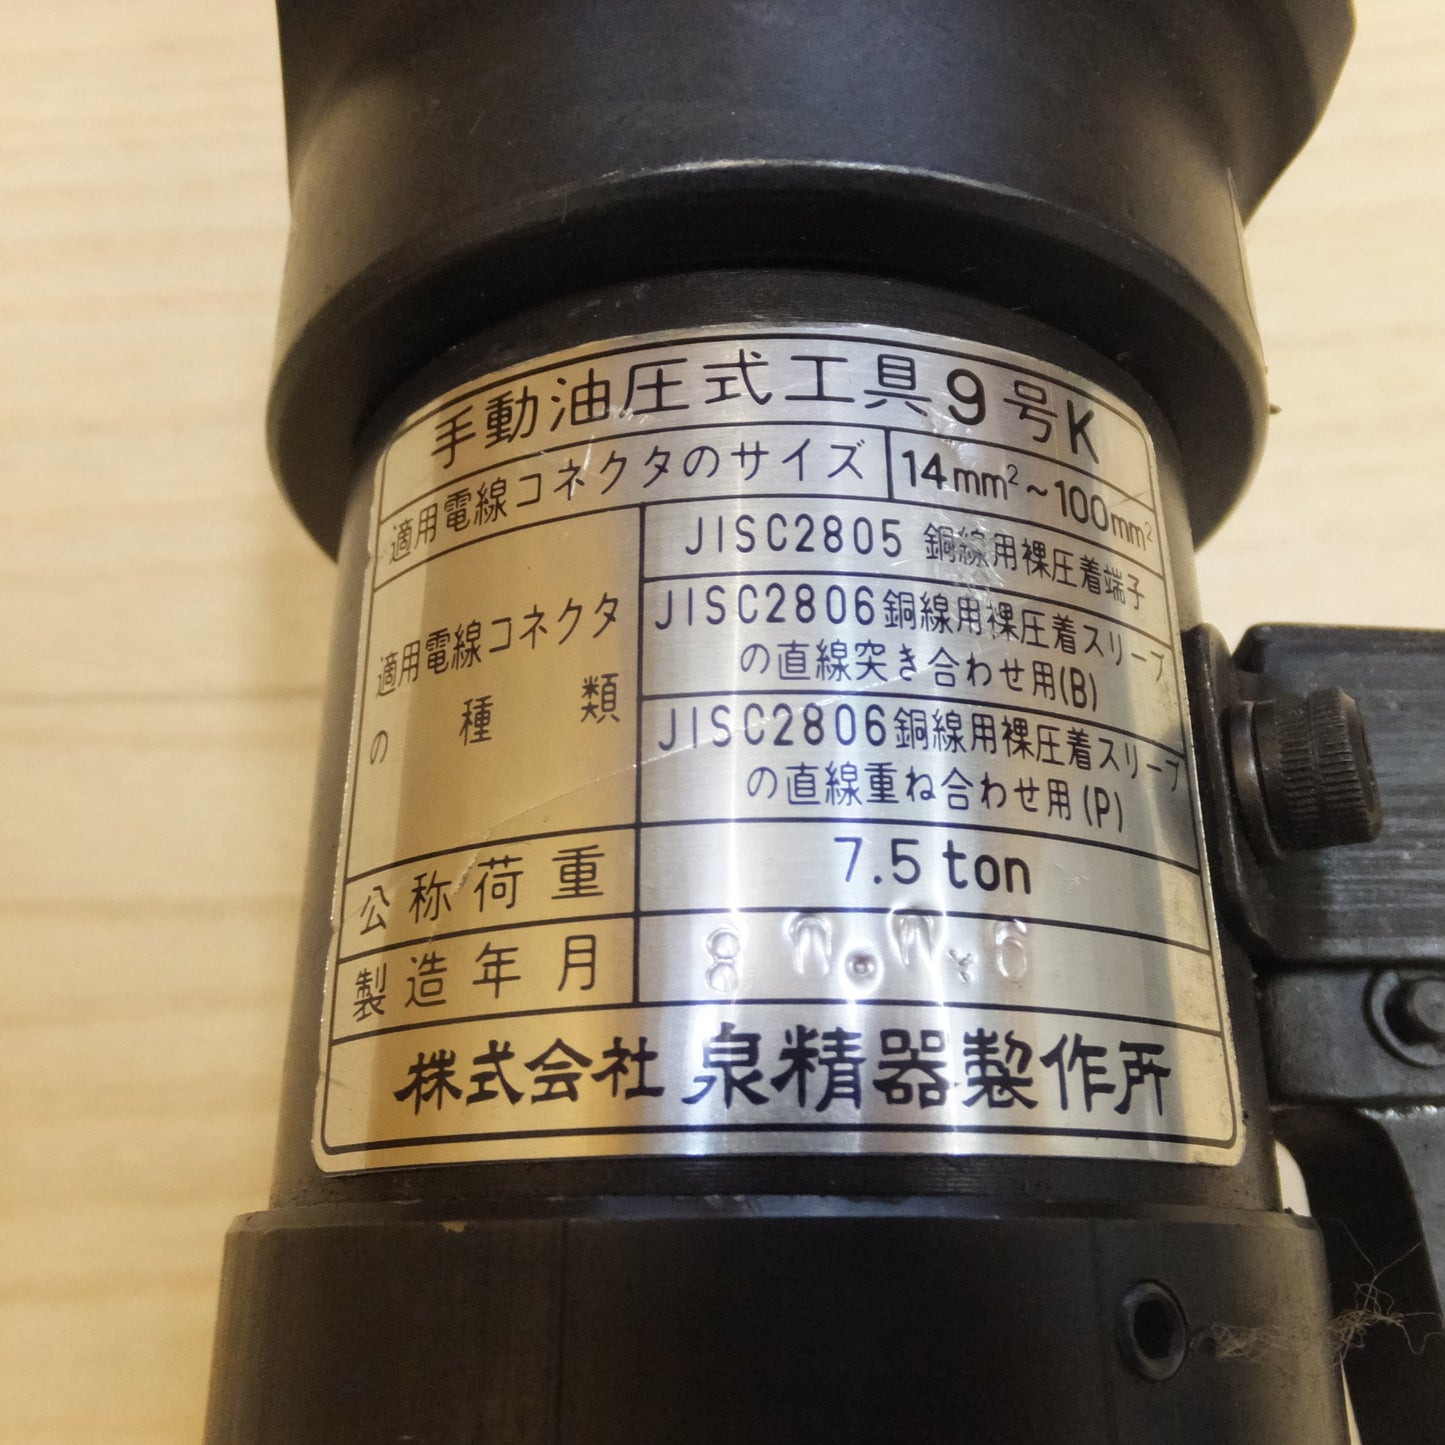 手動油圧式工具9号K
適用電線コネクタのサイズ 14mm²~100mm²
適用電線コネクタの種類
JISC2805 銅線用裸圧着端子
JISC2806銅線用裸圧着スリーブ
の直線突き合わせ用(B)
JISC2806銅線用裸圧着スリーブ
の直線重ね合わせ用(P)
公称荷重 7.5 ton
製造年月
株式会社 泉精器製作所